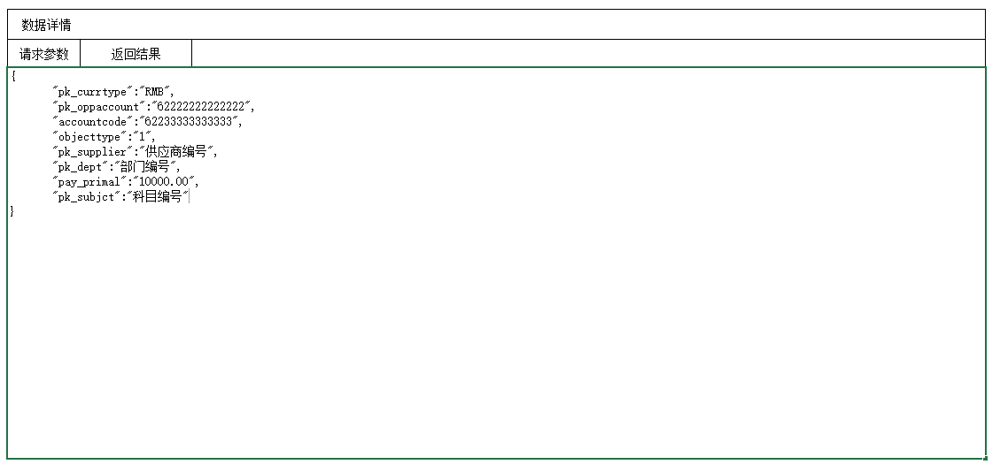 数据详情
请求参数 返回结果
{
"pk_currtype":"RMB",
"pk_oppaccount":"62222222222222",
"accountcode":"62233333333333",
"objecttype":"1",
"pk_supplier":"供应商编号",
"pk_dept":"部门编号",
"pay_primal":"10000.00",
"pk_subjct":"科目编号"
}